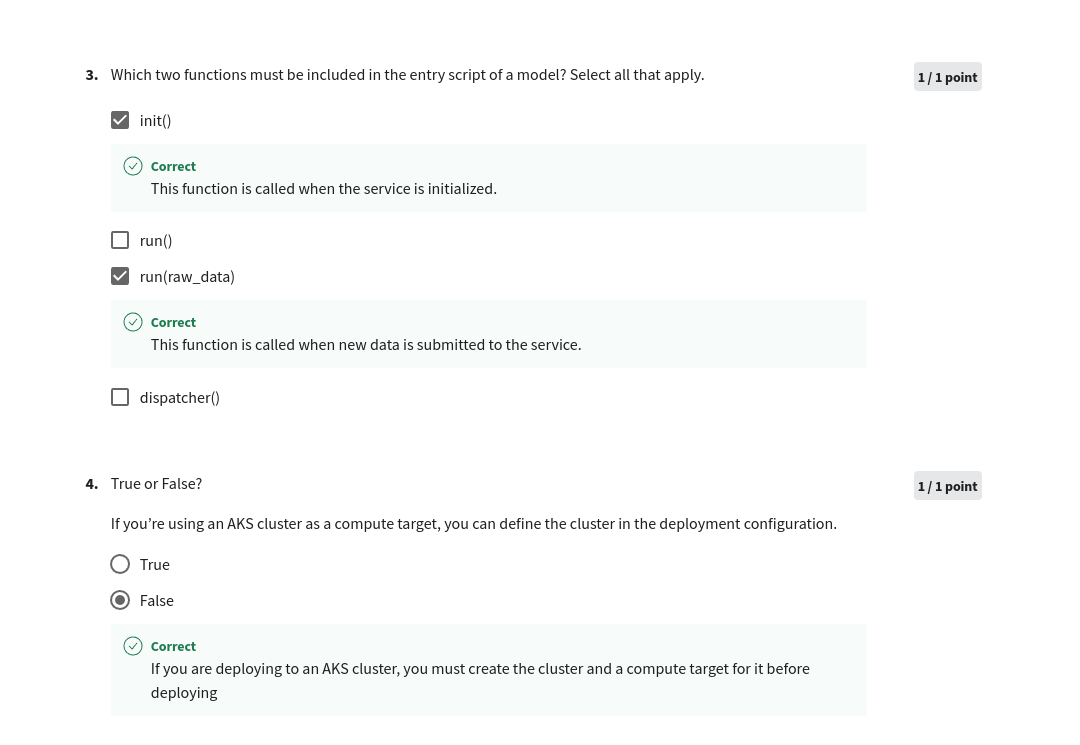 3. Which two functions must be included in the entry script of a model? Select all that apply.
1 / 1 point
init()
Correct
This function is called when the service is initialized.
run()
run(raw_data)
Correct
This function is called when new data is submitted to the service.
dispatcher()
4. True or False?
1 / 1 point
If you’re using an AKS cluster as a compute target, you can define the cluster in the deployment configuration.
True
False
Correct
If you are deploying to an AKS cluster, you must create the cluster and a compute target for it before
deploying